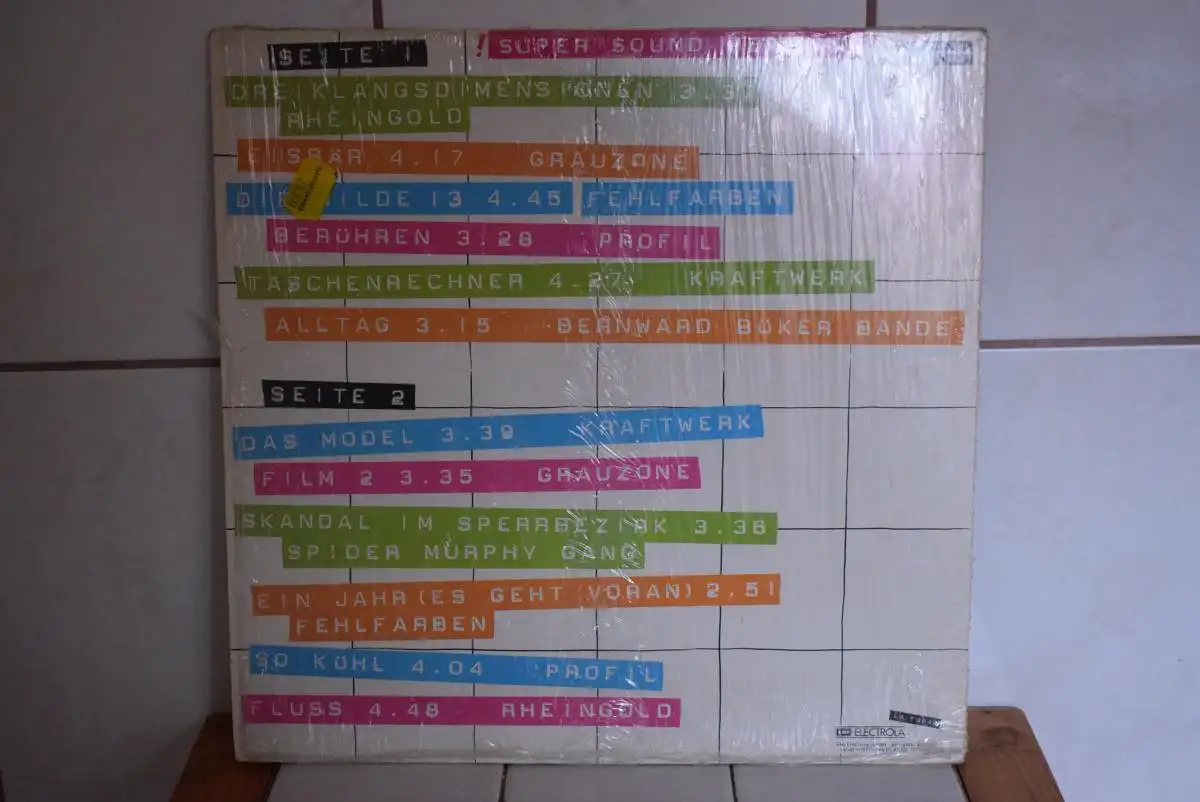 SEITE 1
! SUPER SOUND
DREIKLANGSDIMENSIONEN 3.37
RHEINGOLD
EISBÄR 4.17 GRAUZONE
DIE WILDE 13 4.45 FEHLFARBEN
BERÜHREN 3.28 PROFIL
TASCHENRECHNER 4.27 KRAFTWERK
ALLTAG 3.15 BERNWARD BÜKER BANDE
SEITE 2
DAS MODEL 3.39 KRAFTWERK
FILM 2 3.35 GRAUZONE
SKANDAL IM SPERRBEZIRK 3.36
SPIDER MURPHY GANG
EIN JAHR (ES GEHT VORAN) 2.51
FEHLFARBEN
SO KÜHL 4.04 PROFIL
FLUSS 4.48 RHEINGOLD
ELECTROLA